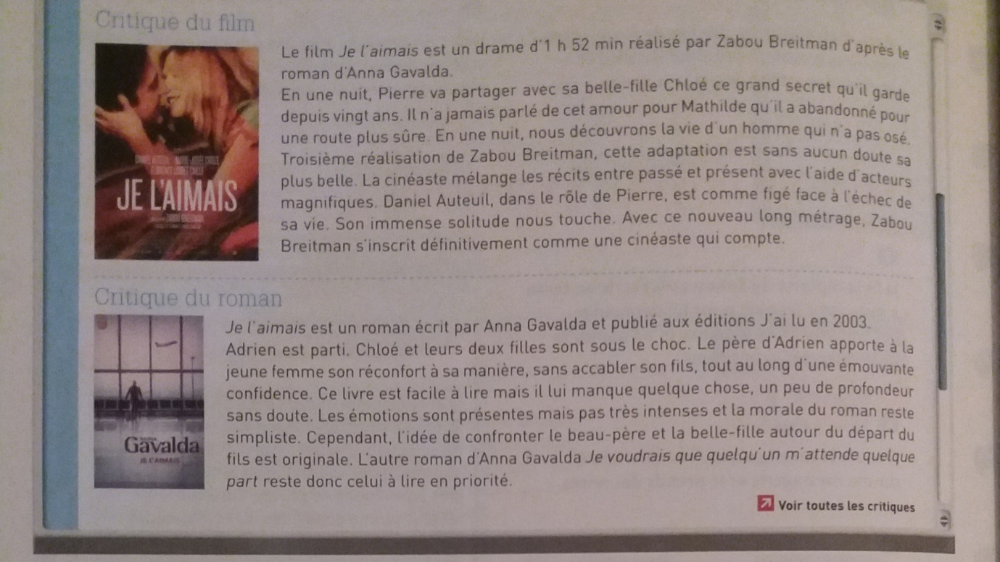 Critique du film
Le film Je l'aimais est un drame d'1 h 52 min réalisé par Zabou Breitman d'après le
roman d'Anna Gavalda.
En une nuit, Pierre va partager avec sa belle-fille Chloé ce grand secret qu'il garde
depuis vingt ans. Il n'a jamais parlé de cet amour pour Mathilde qu'il a abandonné pour
une route plus sûre. En une nuit, nous découvrons la vie d'un homme qui n'a pas osé.
Troisième réalisation de Zabou Breitman, cette adaptation est sans aucun doute sa
plus belle. La cinéaste mélange les récits entre passé et présent avec l'aide d'acteurs
magnifiques. Daniel Auteuil, dans le rôle de Pierre, est comme figé face à l'échec de
sa vie. Son immense solitude nous touche. Avec ce nouveau long métrage, Zabou
Breitman s'inscrit définitivement comme une cinéaste qui compte.
JE L'AIMAIS
Critique du roman
Je l'aimais est un roman écrit par Anna Gavalda et publié aux éditions J'ai lu en 2003.
Adrien est parti. Chloé et leurs deux filles sont sous le choc. Le père d'Adrien apporte à la
jeune femme son réconfort à sa manière, sans accabler son fils, tout au long d'une émouvante
confidence. Ce livre est facile à lire mais il lui manque quelque chose, un peu de profondeur
sans doute. Les émotions sont présentes mais pas très intenses et la morale du roman reste
simpliste. Cependant, l'idée de confronter le beau-père et la belle-fille autour du départ du
fils est originale. L'autre roman d'Anna Gavalda Je voudrais que quelqu'un m'attende quelque
part reste donc celui à lire en priorité.
Gavalda
JE L'AIMAIS
Voir toutes les critiques